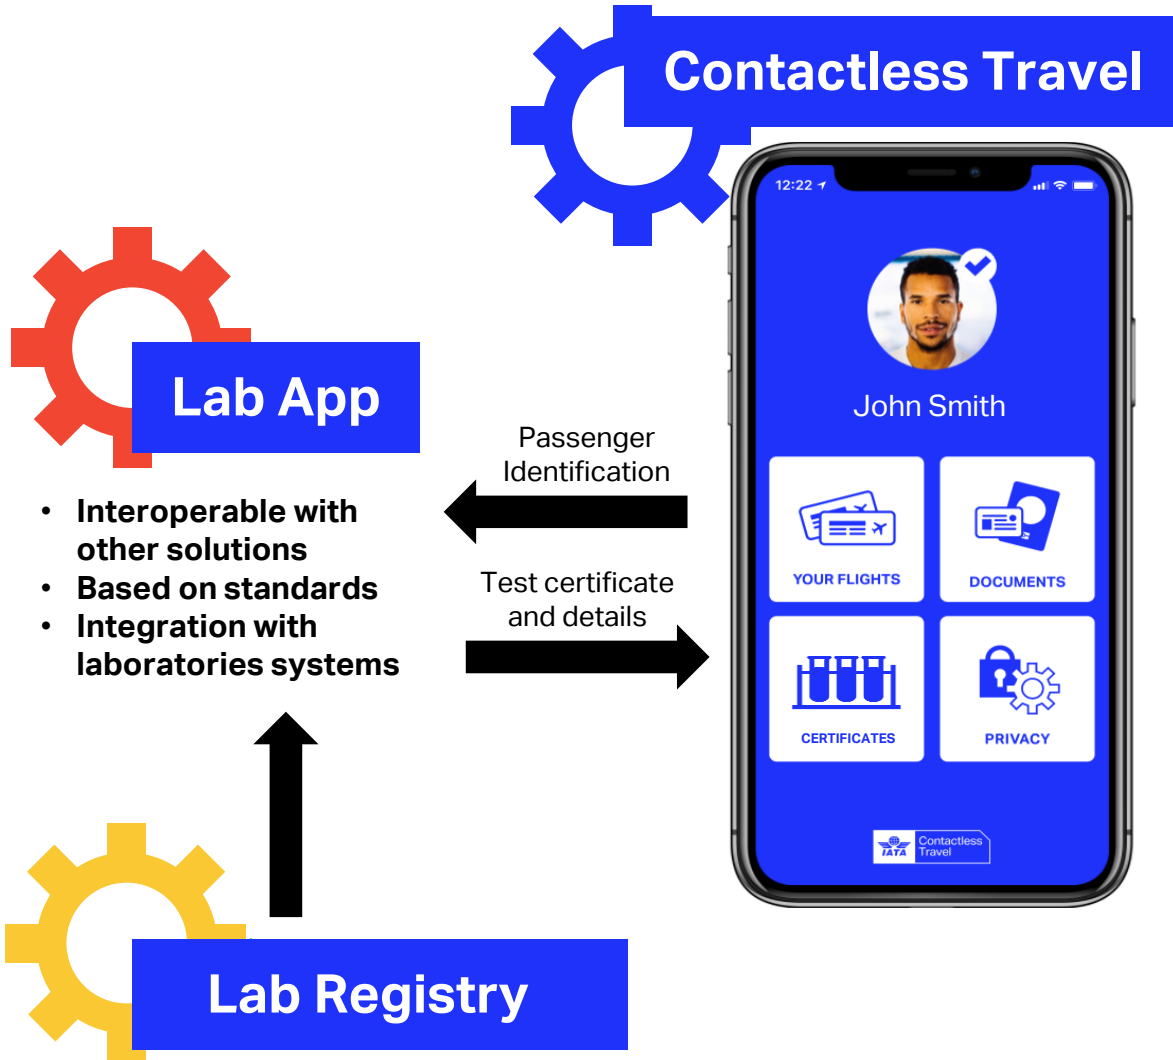 Contactless Travel
12:22
John Smith
Lab App
Passenger
Identification
• Interoperable with
other solutions
• Based on standards
• Integration with
laboratories systems
Test certificate
and details
YOUR FLIGHTS
DOCUMENTS
CERTIFICATES
PRIVACY
IATA
Contactless
Travel
Lab Registry